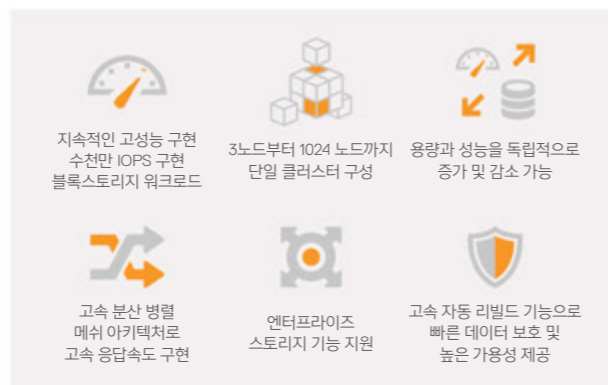 지속적인 고성능 구현
수천만 IOPS 구현
블록스토리지 워크로드
3노드부터 1024 노드까지
단일 클러스터 구성
용량과 성능을 독립적으로
증가 및 감소 가능
고속 분산 병렬
메쉬 아키텍처로
고속 응답속도 구현
엔터프라이즈
스토리지 기능 지원
고속 자동 리빌드 기능으로
빠른 데이터 보호 및
높은 가용성 제공